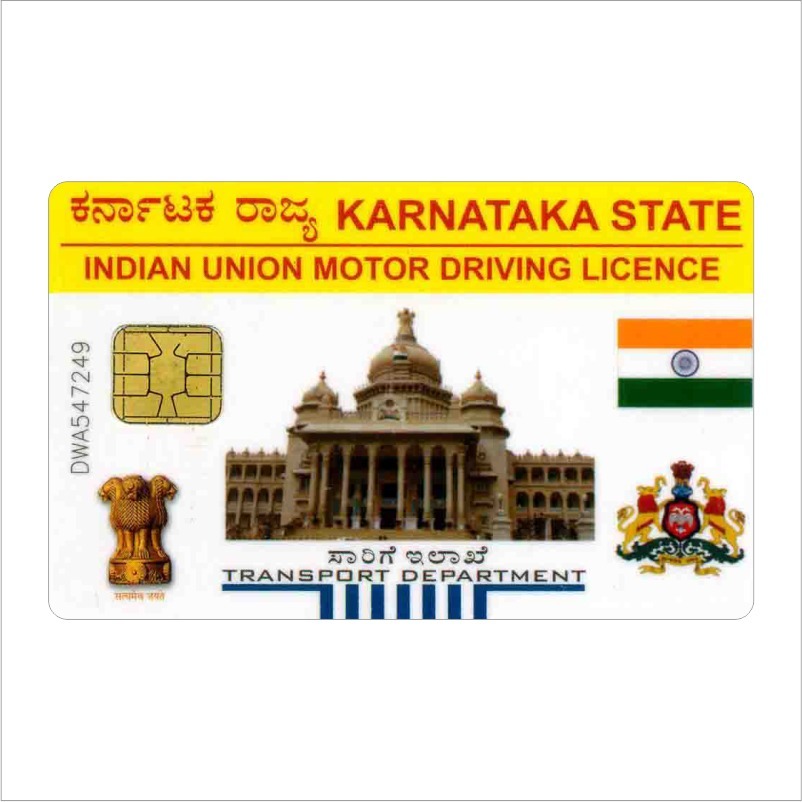 ಕರ್ನಾಟಕ ರಾಜ್ಯ KARNATAKA STATE
INDIAN UNION MOTOR DRIVING LICENCE
DWA547249
सत्यमेव जयते
ಸಾರಿಗೆ ಇಲಾಖೆ
TRANSPORT DEPARTMENT